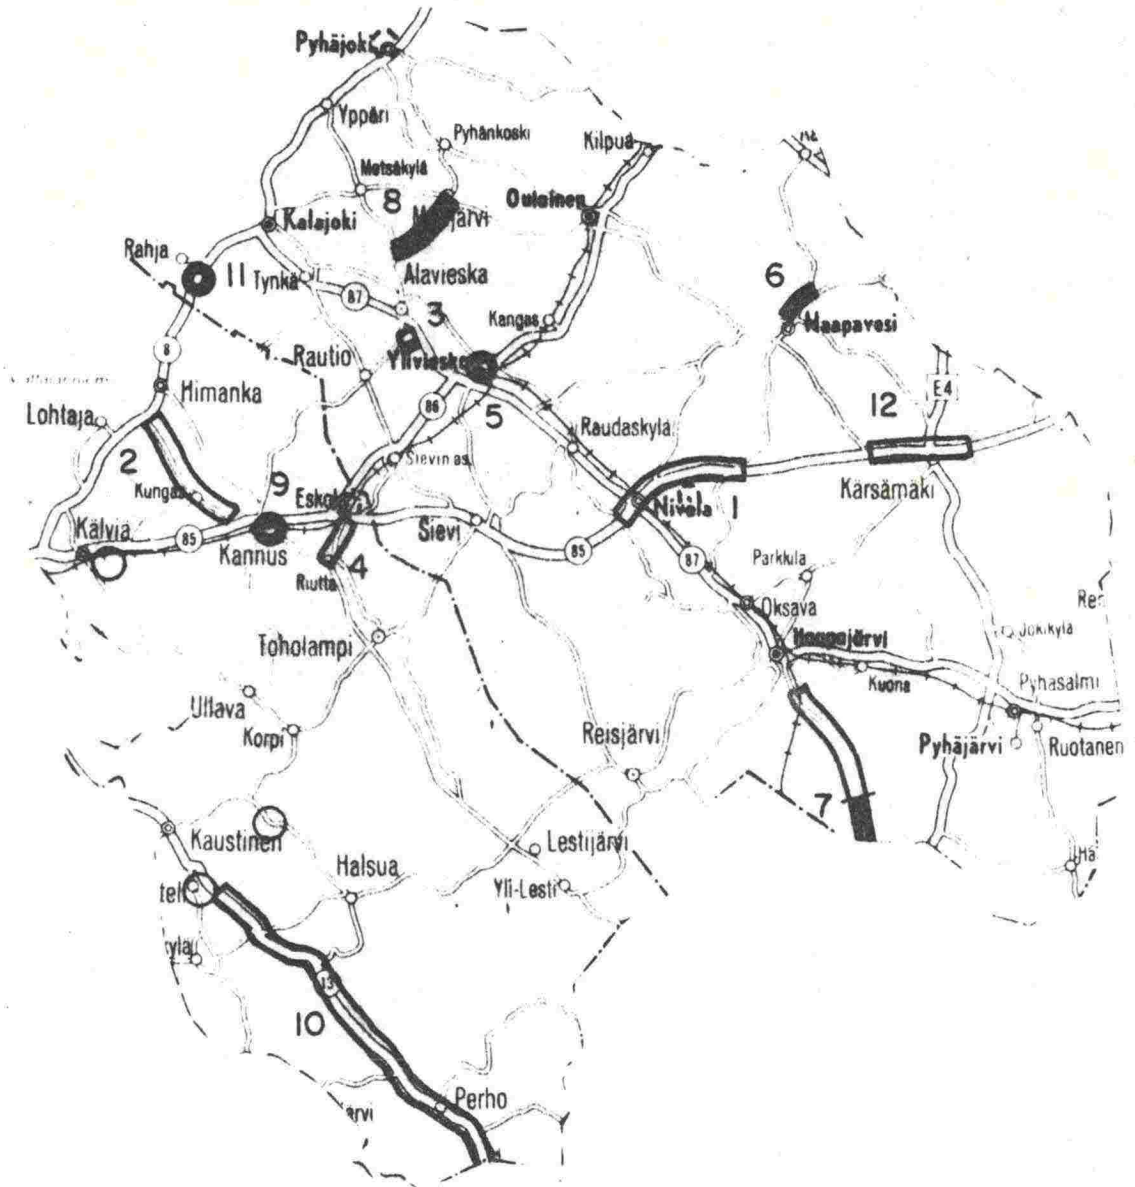 Pyhäjoki
Yppäri
Pyhänkoski
Kilpua
Metsäkylä
8
Oulainen
Kalajoki
Rahja
11
Tynkä
Alavieska
6
87
3
Kangas
Haapavesi
Ylivieska
8
Rautio
Himanka
E4
12
86
5
Lohtaja
Raudaskylä
2
Sievin as.
9
Kungas
Eskola
Nivala
1
Kärsämäki
Kälviä
85
Kannus
Sievi
85
4
87
Parkkila
Riutta
Oksava
Jokikylä
Toholampi
Haapajärvi
Kuona
Pyhäsalmi
Ullava
Korpi
Reisjärvi
Pyhäjärvi
Ruotanen
7
Kaustinen
Lestijärvi
Halsua
Yli-Lesti
13
10
Perho